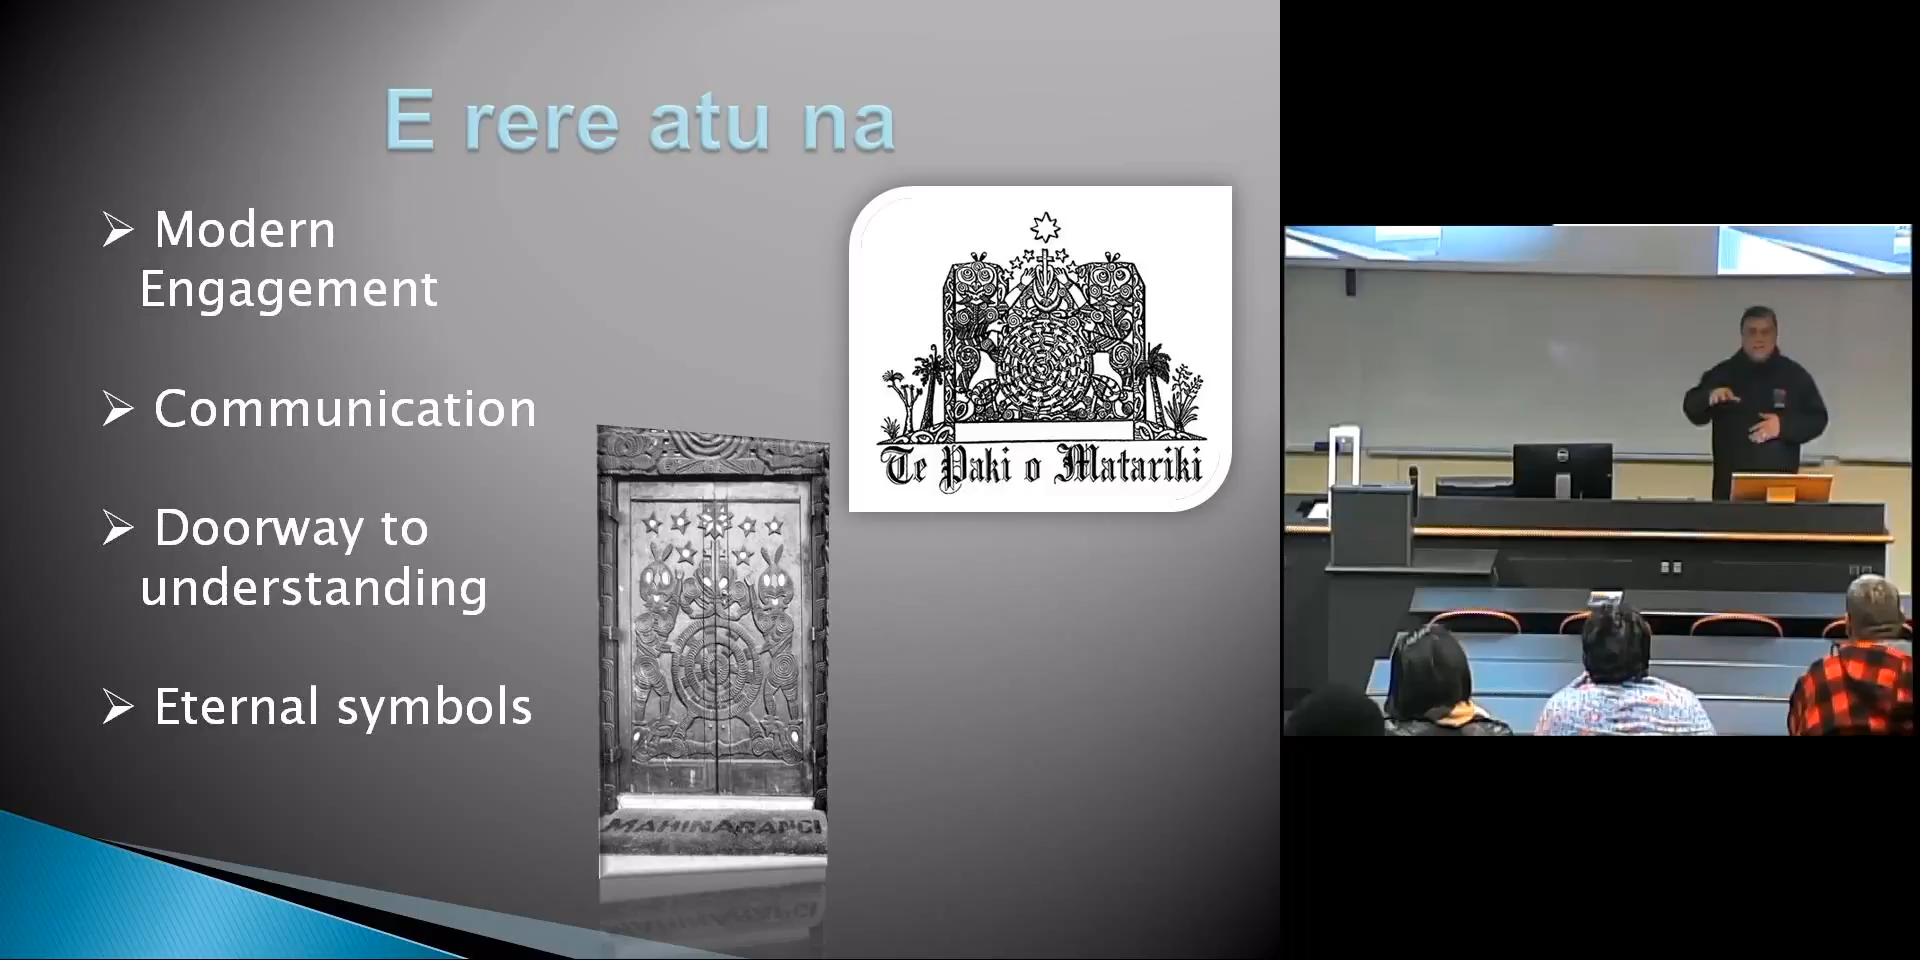 E rere atu na
➢ Modern
Engagement
➢ Communication
➢ Doorway to
understanding
➢ Eternal symbols
Te Paki o Matariki
MAHINARANGI